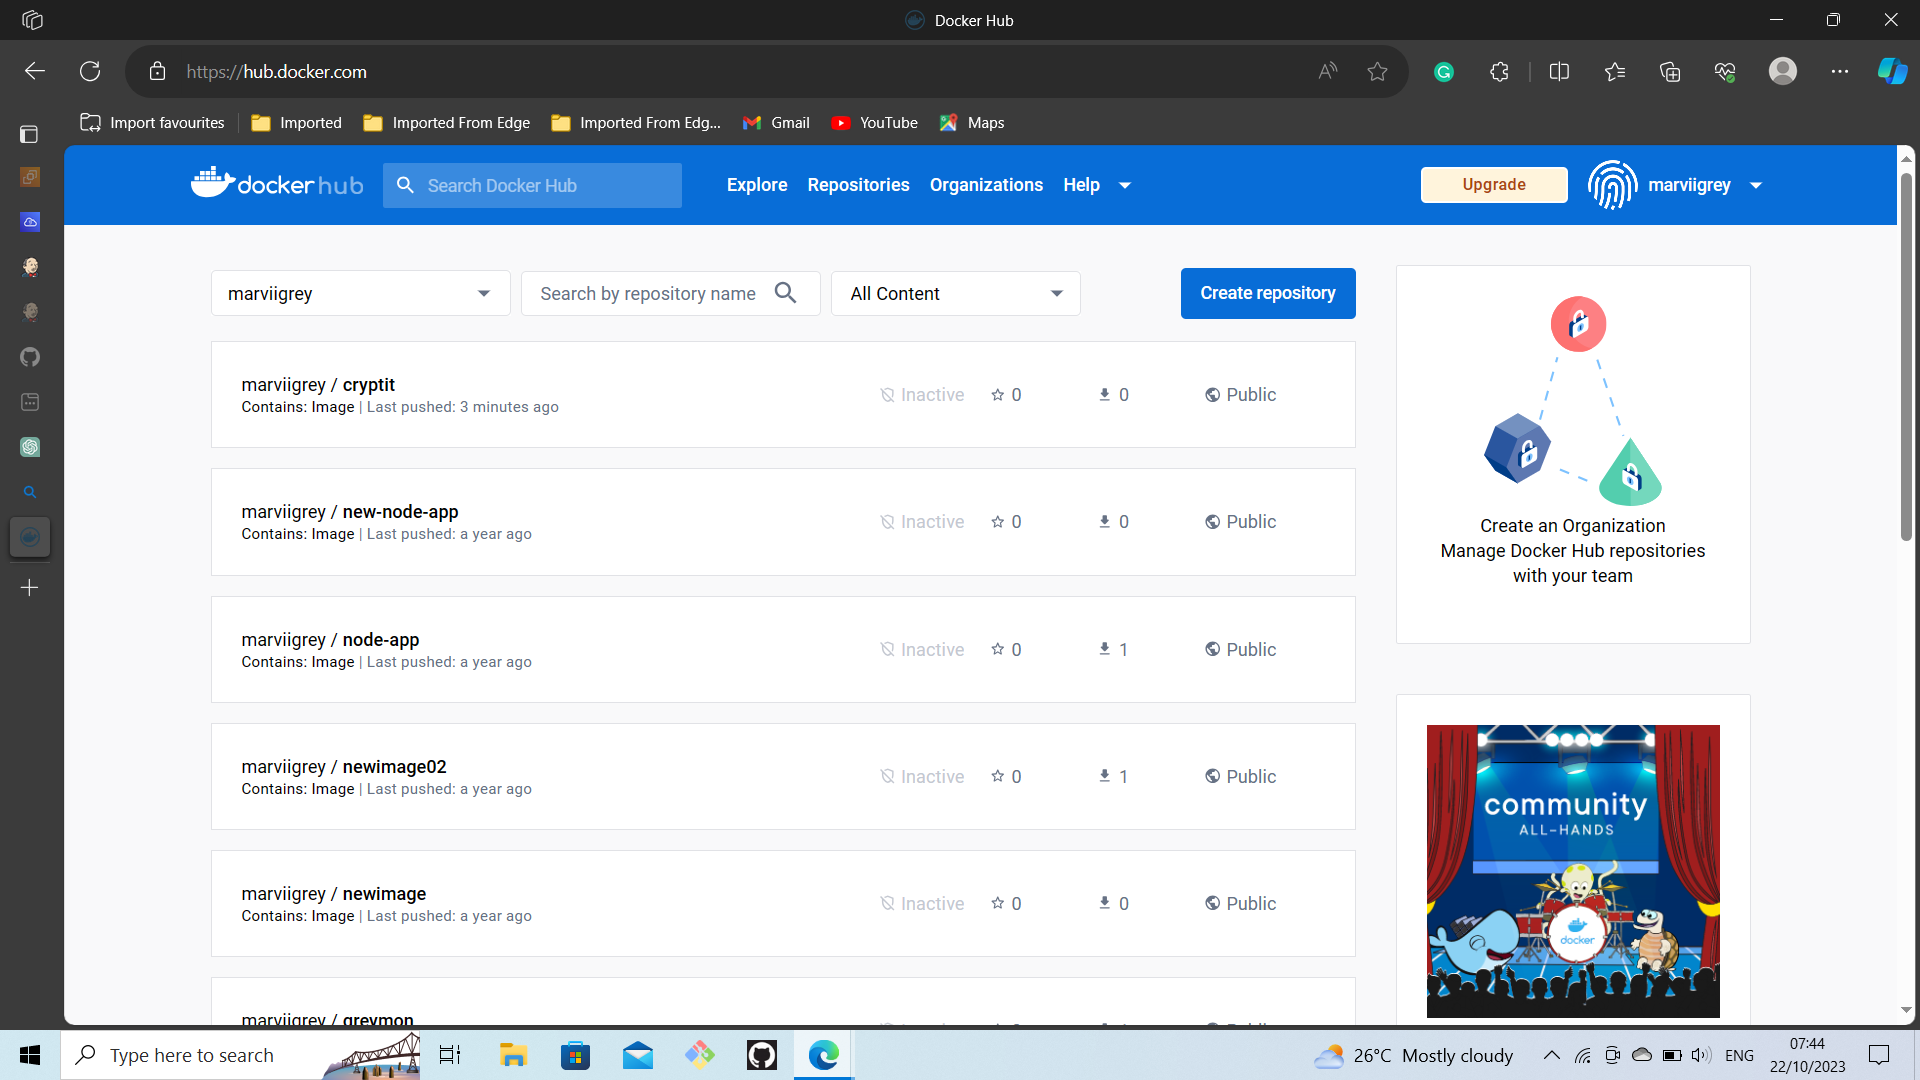 Docker Hub
https://hub.docker.com
Import favourites
Imported
Imported From Edge
Imported From Edg...
Gmail
YouTube
Maps
dockerhub
Search Docker Hub
Explore
Repositories
Organizations
Help
Upgrade
marviigrey
marviigrey
Search by repository name
All Content
Create repository
marviigrey / cryptit
Contains: Image | Last pushed: 3 minutes ago
Inactive
0
0
Public
marviigrey / new-node-app
Contains: Image | Last pushed: a year ago
Inactive
0
0
Public
marviigrey / node-app
Contains: Image | Last pushed: a year ago
Inactive
0
1
Public
marviigrey / newimage02
Contains: Image | Last pushed: a year ago
Inactive
0
1
Public
marviigrey / newimage
Contains: Image | Last pushed: a year ago
Inactive
0
0
Public
marviigrey / greymon
Create an Organization
Manage Docker Hub repositories
with your team
community
ALL-HANDS
docker
Type here to search
26°C Mostly cloudy
ENG
07:44
22/10/2023